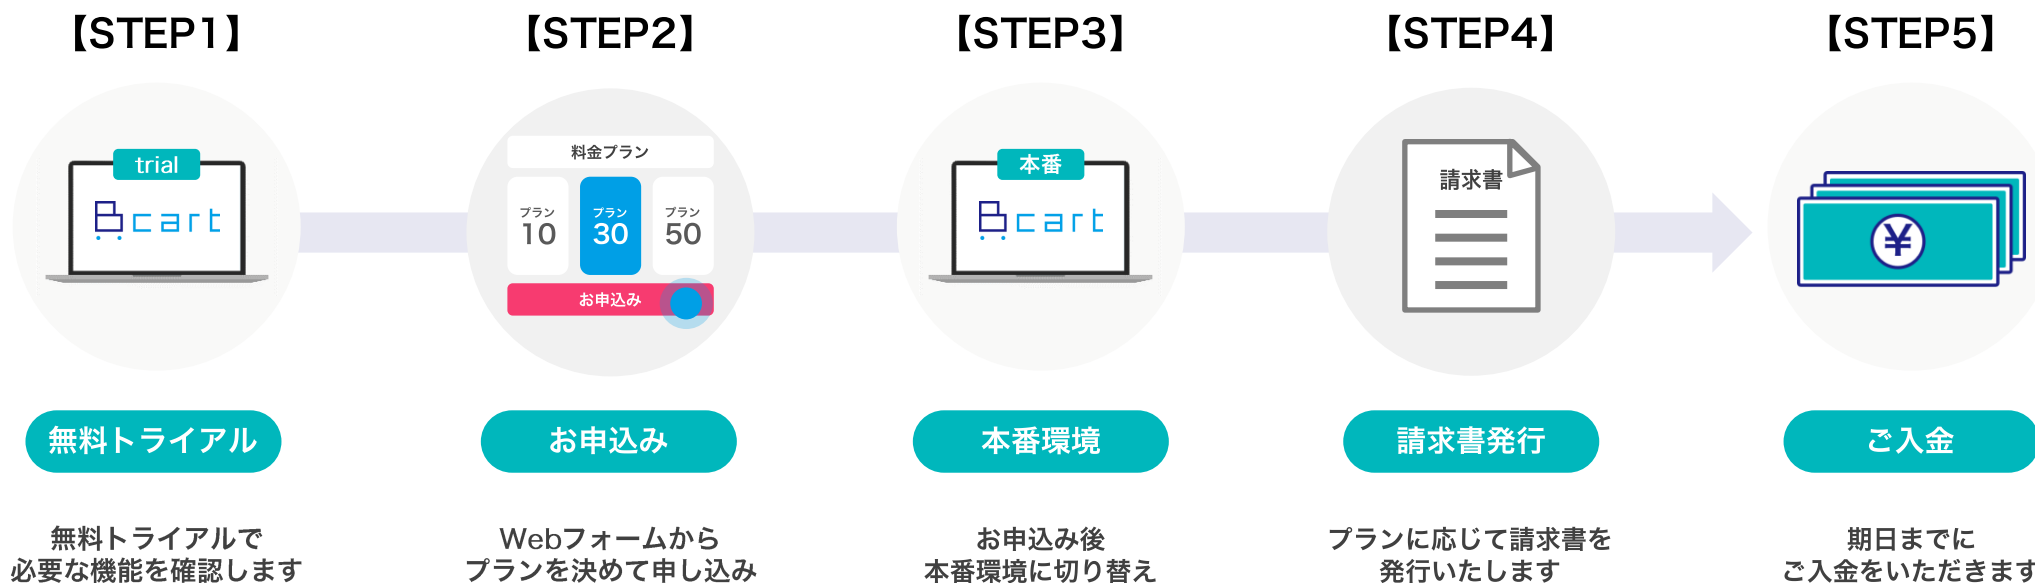 【STEP1】
trial
Bcart
無料トライアル
無料トライアルで
必要な機能を確認します
【STEP2】
料金プラン
プラン
10
プラン
30
プラン
50
お申込み
お申込み
Webフォームから
プランを決めて申し込み
【STEP3】
本番
Bcart
本番環境
お申込み後
本番環境に切り替え
【STEP4】
請求書
請求書発行
プランに応じて請求書を
発行いたします
【STEP5】
¥
ご入金
期日までに
ご入金をいただきます